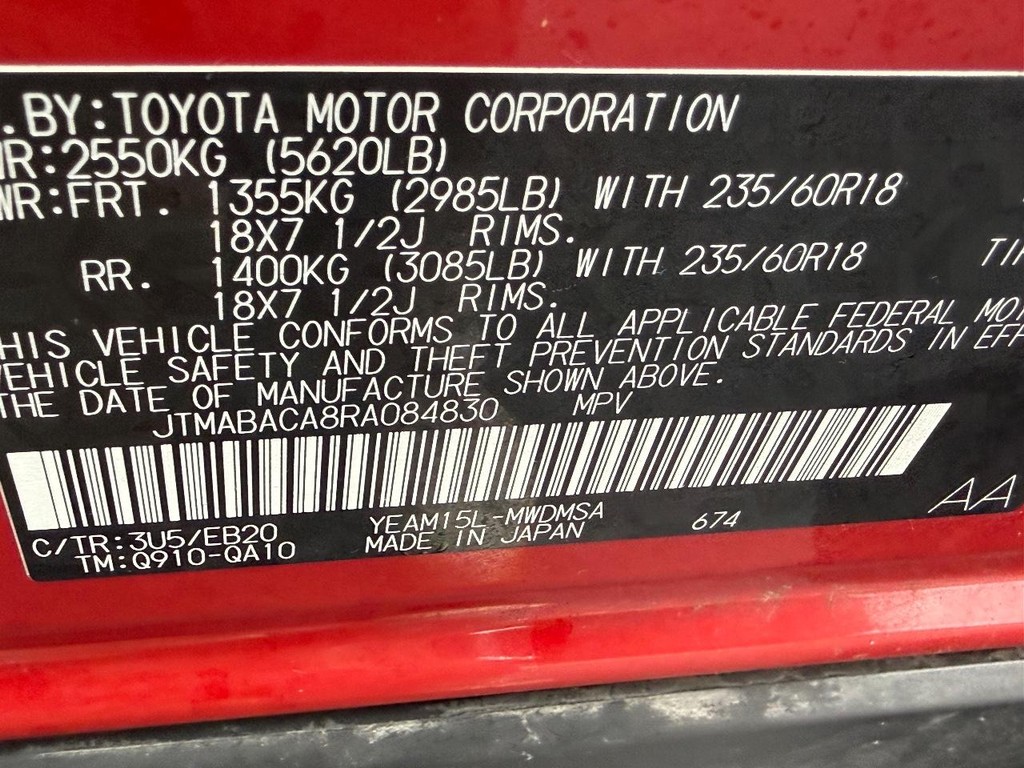 . BY:TOYOTA MOTOR CORPORATION
WR:2550KG (5620LB)
WR:FRT. 1355KG (2985LB) WITH 235/60R18
18X7 1/2J RIMS.
RR. 1400KG (3085LB) WITH 235/60R18 TIR
18X7 1/2J RIMS.
HIS VEHICLE CONFORMS TO ALL APPLICABLE FEDERAL MOT
VEHICLE SAFETY AND THEFT PREVENTION STANDARDS IN EFF
THE DATE OF MANUFACTURE SHOWN ABOVE.
JTMABACA8RA084830 MPV
C/TR:3U5/EB20 YEAM15L-MWDMSA 674 AA
TM:Q910-QA10 MADE IN JAPAN